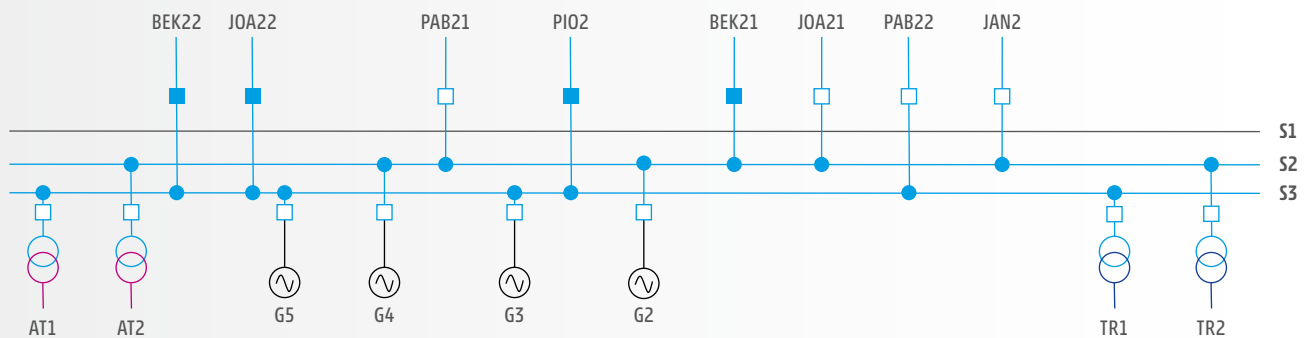 BEK22 JOA22 PAB21 PIO2 BEK21 JOA21 PAB22 JAN2
S1
S2
S3
G5 G4 G3 G2
AT1 AT2 TR1 TR2